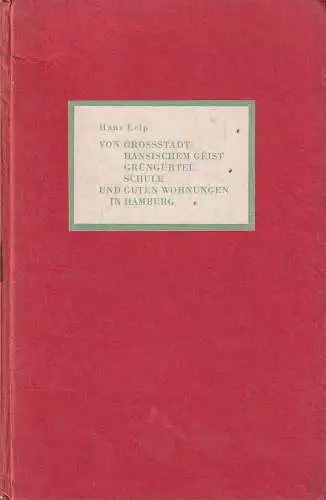 Hans Leip
VON GROSSSTADT
HANSISCHEM GEIST
GRÜNGÜRTEL
SCHULE
UND GUTEN WOHNUNGEN
IN HAMBURG